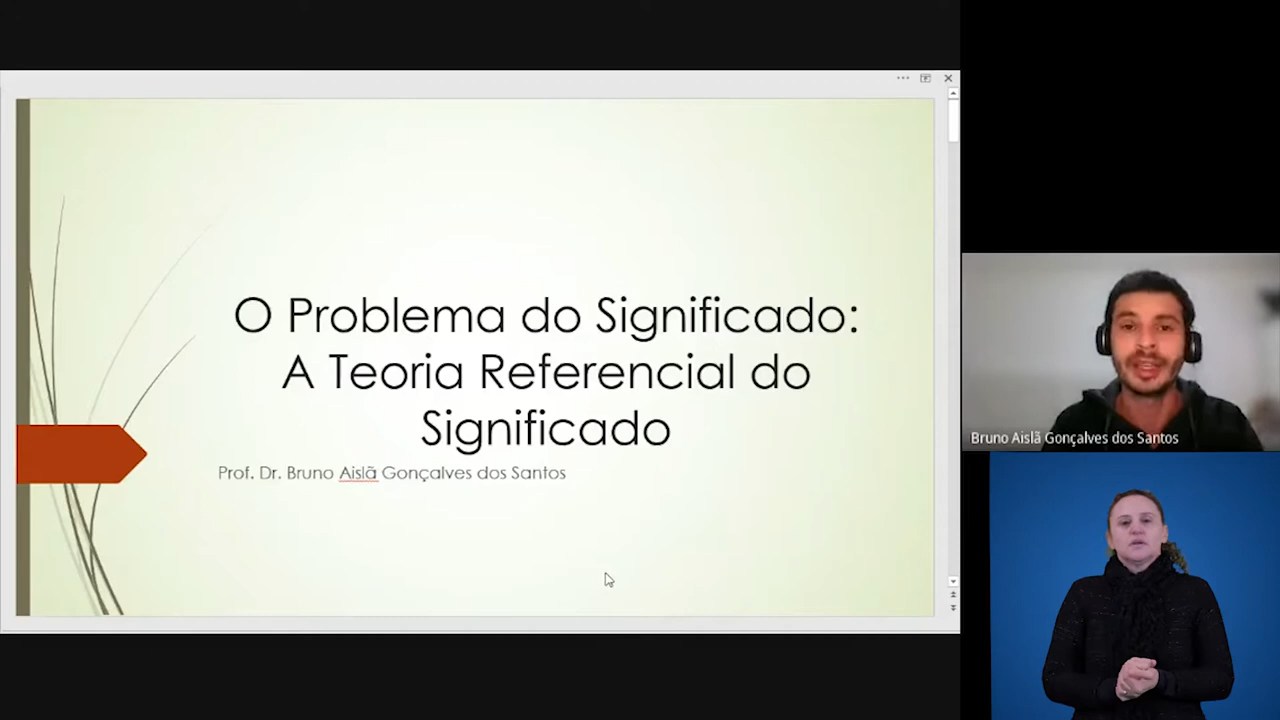 O Problema do Significado:
A Teoria Referencial do
Significado
Prof. Dr. Bruno Aislã Gonçalves dos Santos
Bruno Aislã Gonçalves dos Santos